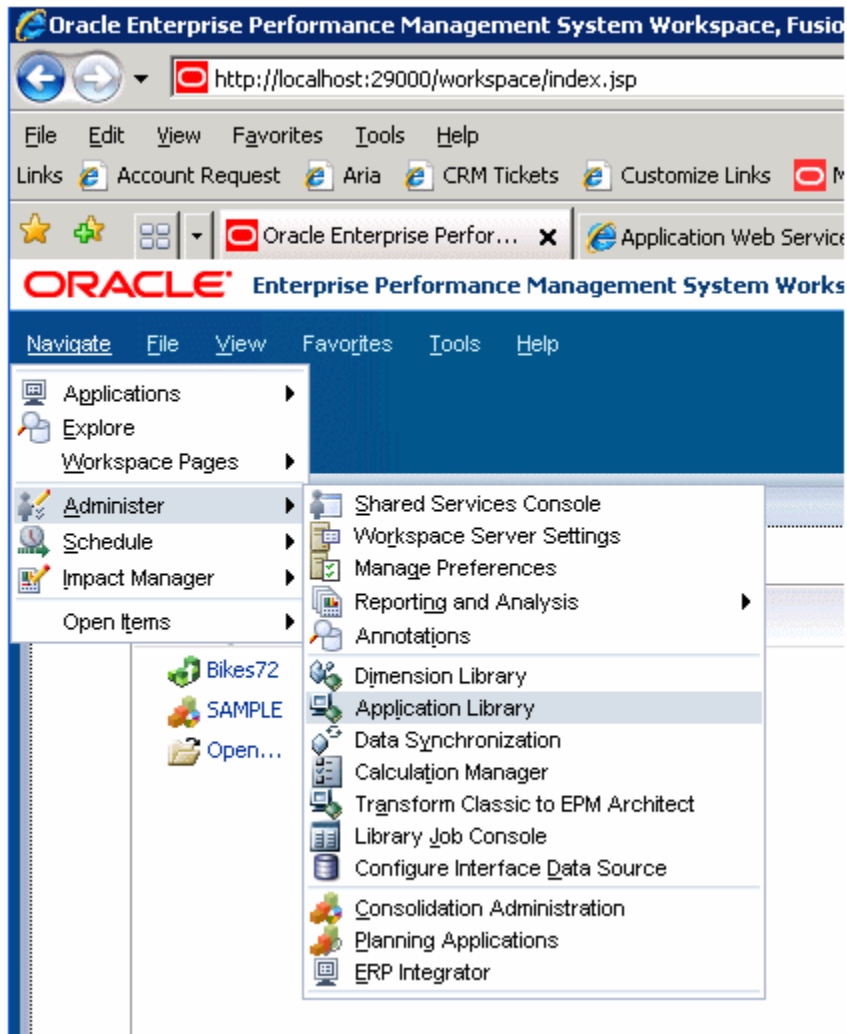 Oracle Enterprise Performance Management System Workspace, Fusio
http://localhost:29000/workspace/index.jsp
File Edit View Favorites Tools Help
Links Account Request Aria CRM Tickets Customize Links M
Oracle Enterprise Perfor... Application Web Service
ORACLE Enterprise Performance Management System Works
Navigate File View Favorites Tools Help
Applications
Explore
Workspace Pages
Administer
Schedule
Impact Manager
Open Items
Shared Services Console
Workspace Server Settings
Manage Preferences
Reporting and Analysis
Annotations
Dimension Library
Application Library
Data Synchronization
Calculation Manager
Transform Classic to EPM Architect
Library Job Console
Configure Interface Data Source
Consolidation Administration
Planning Applications
ERP Integrator
Bikes72
SAMPLE
Open...